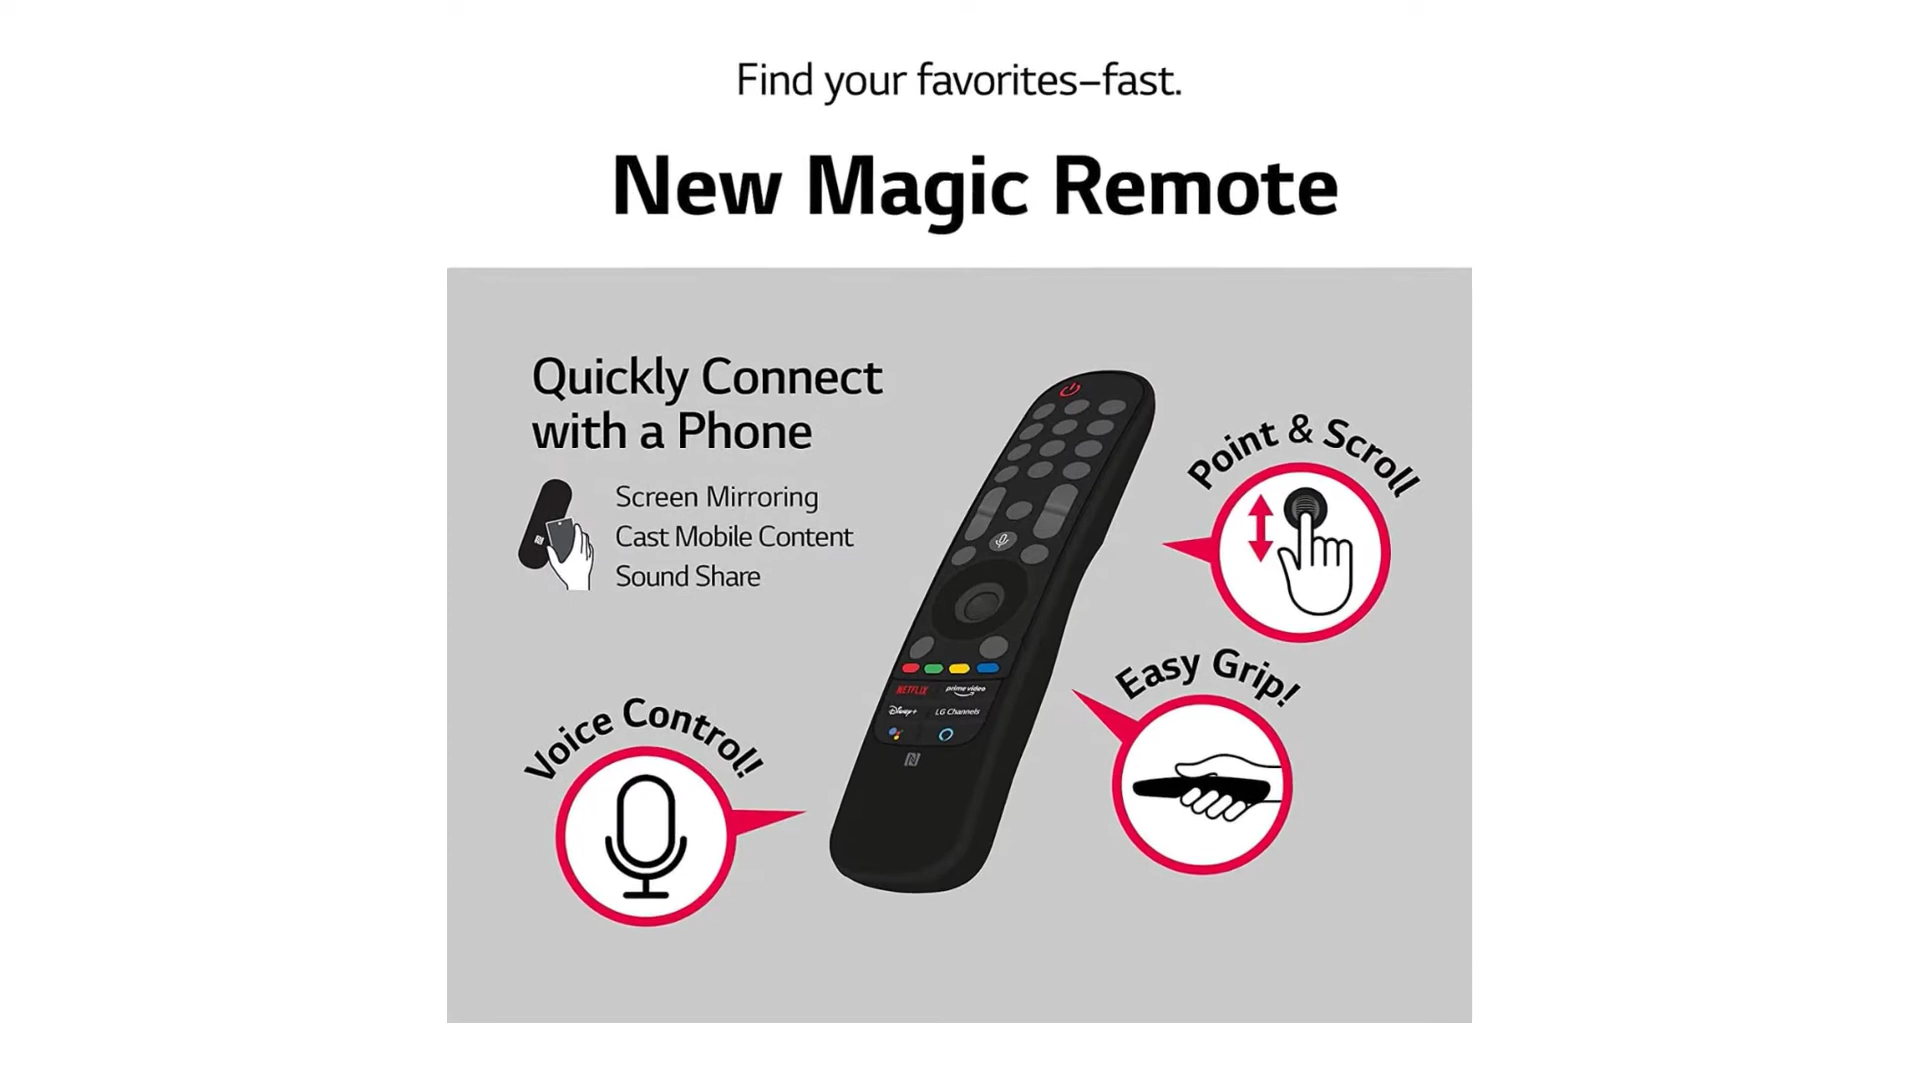 Find your favorites–fast.
New Magic Remote
Quickly Connect
with a Phone
Screen Mirroring
Cast Mobile Content
Sound Share
Point & Scroll
Easy Grip!
Voice Control!
NETFLIX
prime video
Disney+
LG Channels